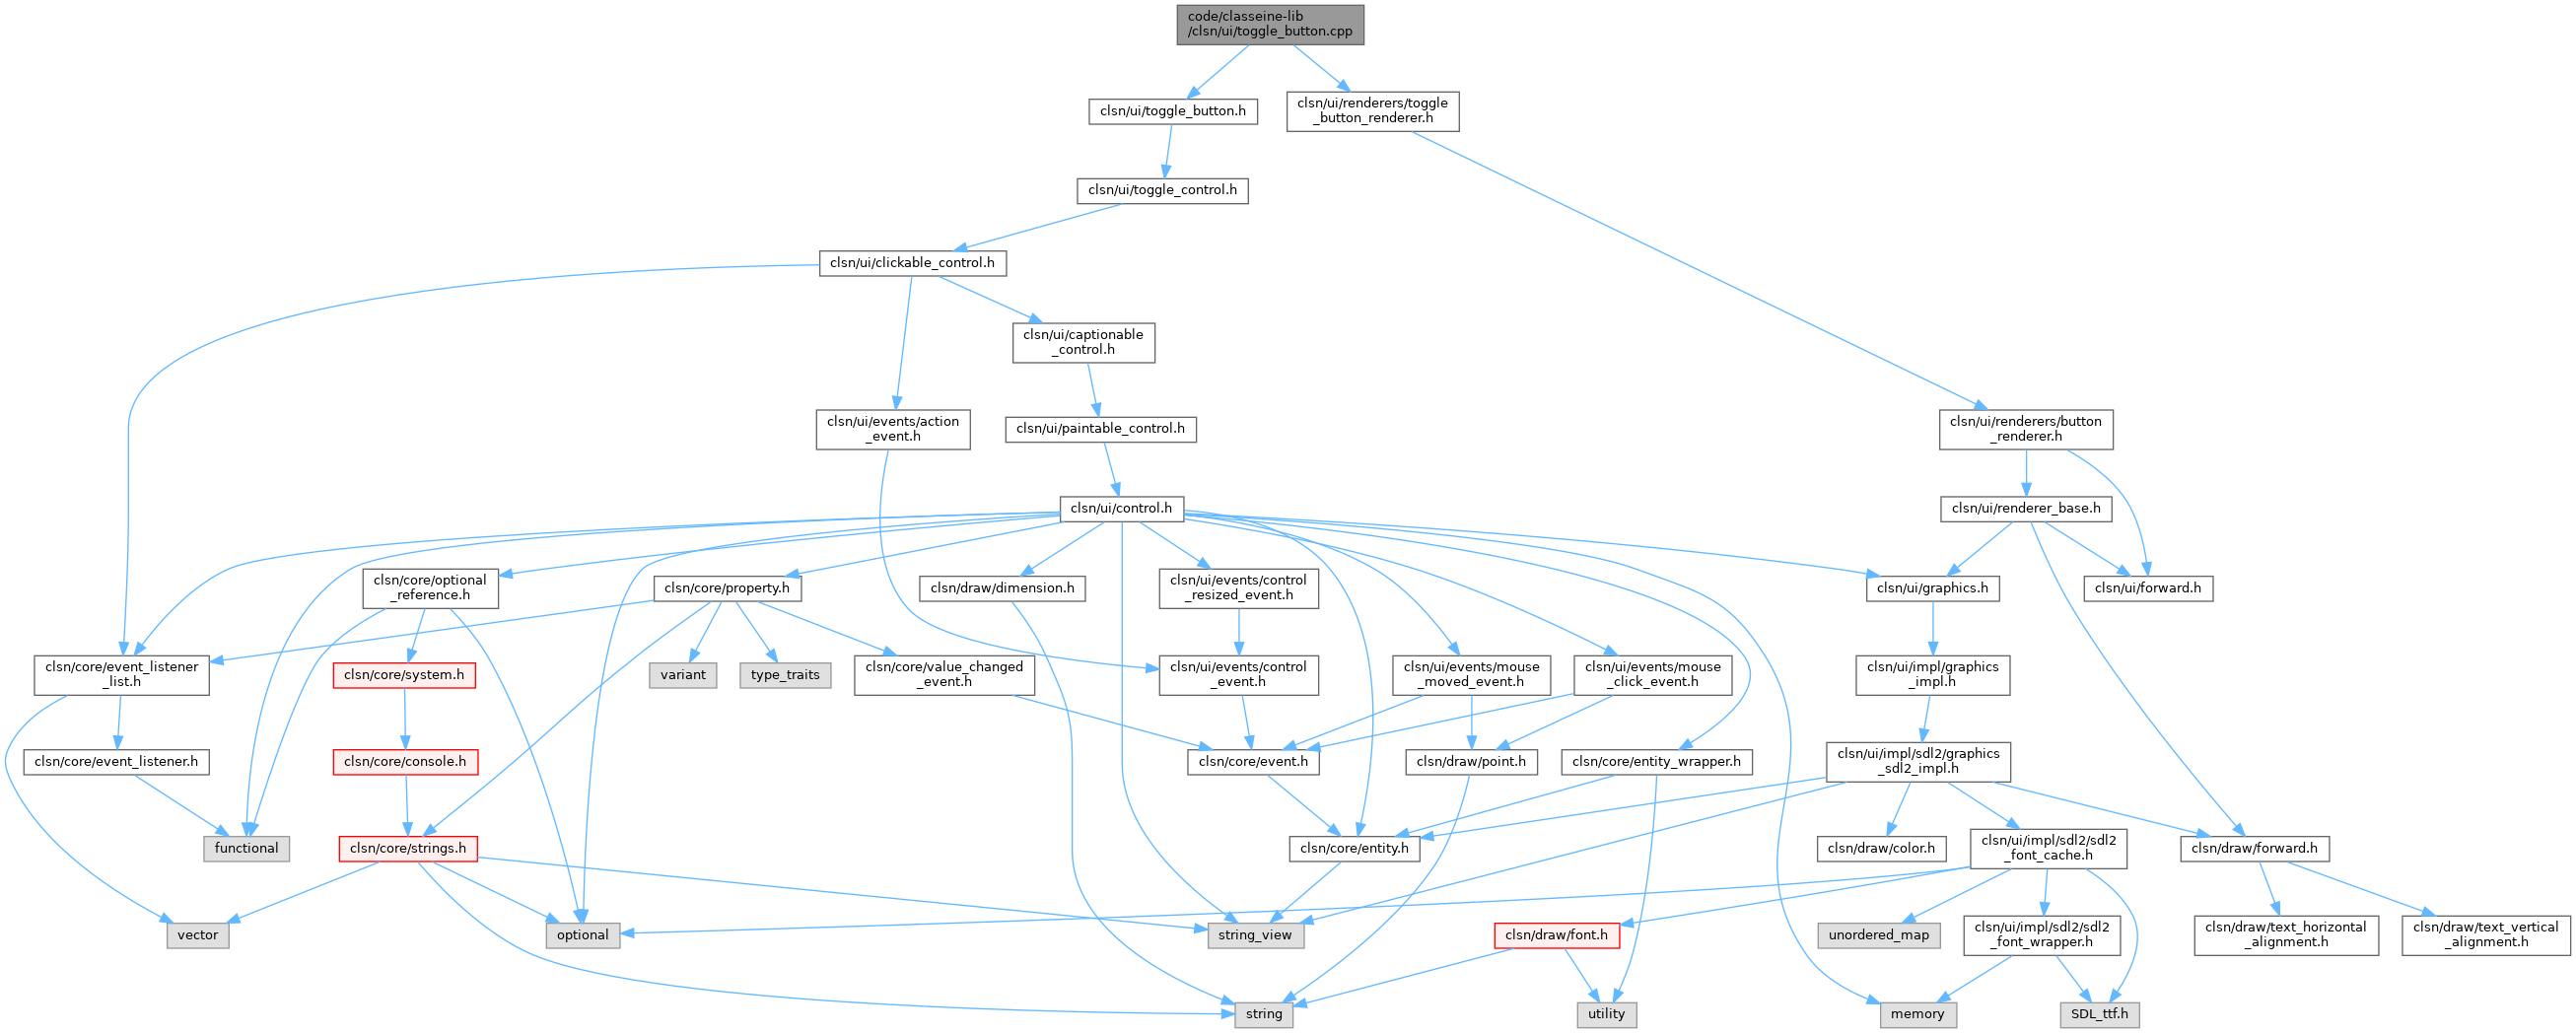 code/classeine-lib
/clsn/ui/toggle_button.cpp
clsn/ui/toggle_button.h
clsn/ui/renderers/toggle
_button_renderer.h
clsn/ui/toggle_control.h
clsn/ui/clickable_control.h
clsn/ui/captionable
_control.h
clsn/ui/events/action
_event.h
clsn/ui/paintable_control.h
clsn/ui/renderers/button
_renderer.h
clsn/ui/control.h
clsn/ui/renderer_base.h
clsn/core/optional
_reference.h
clsn/core/property.h
clsn/draw/dimension.h
clsn/ui/events/control
_resized_event.h
clsn/ui/graphics.h
clsn/ui/forward.h
clsn/core/event_listener
_list.h
clsn/core/system.h
variant
type_traits
clsn/core/value_changed
_event.h
clsn/ui/events/control
_event.h
clsn/ui/events/mouse
_moved_event.h
clsn/ui/events/mouse
_click_event.h
clsn/ui/impl/graphics
_impl.h
clsn/core/event_listener.h
clsn/core/console.h
clsn/core/event.h
clsn/draw/point.h
clsn/core/entity_wrapper.h
clsn/ui/impl/sdl2/graphics
_sdl2_impl.h
functional
clsn/core/strings.h
clsn/core/entity.h
clsn/draw/color.h
clsn/ui/impl/sdl2/sdl2
_font_cache.h
clsn/draw/forward.h
vector
optional
string_view
clsn/draw/font.h
unordered_map
clsn/ui/impl/sdl2/sdl2
_font_wrapper.h
clsn/draw/text_horizontal
_alignment.h
clsn/draw/text_vertical
_alignment.h
string
utility
memory
SDL_ttf.h